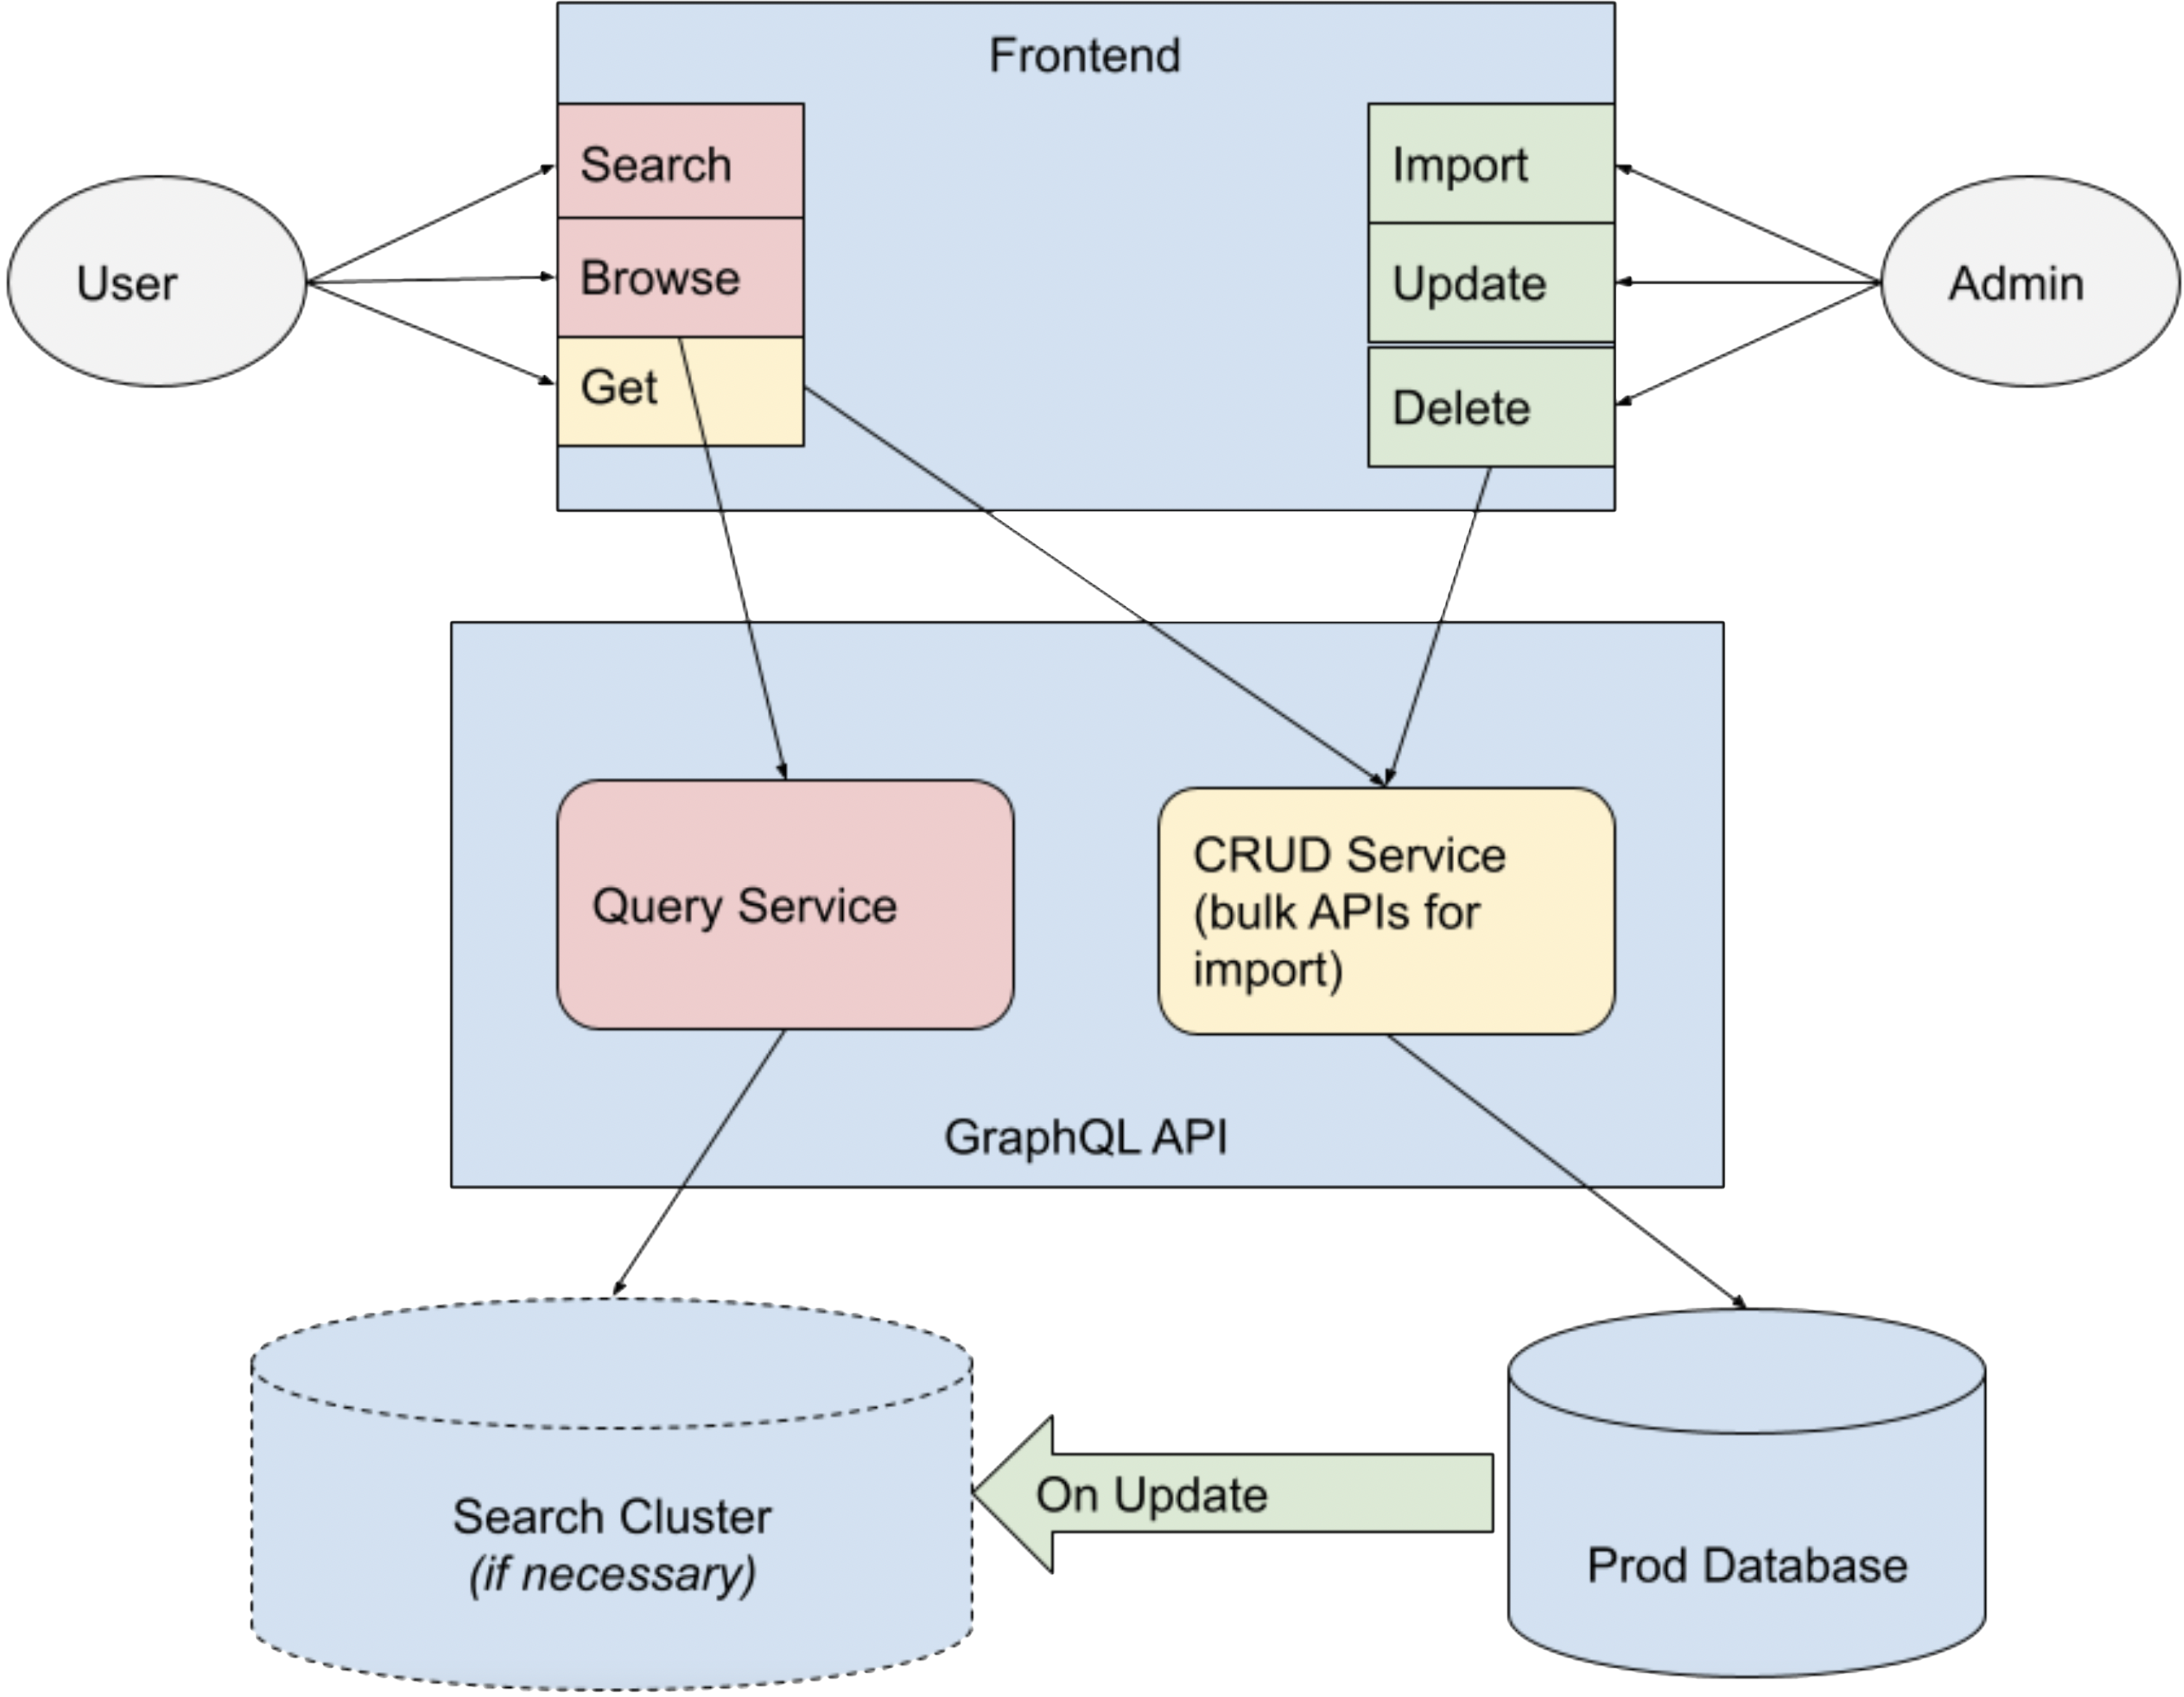 Frontend
Search
Import
User
Browse
Update
Admin
Get
Delete
Query Service
CRUD Service
(bulk APIs for
import)
GraphQL API
On Update
Search Cluster
(if necessary)
Prod Database